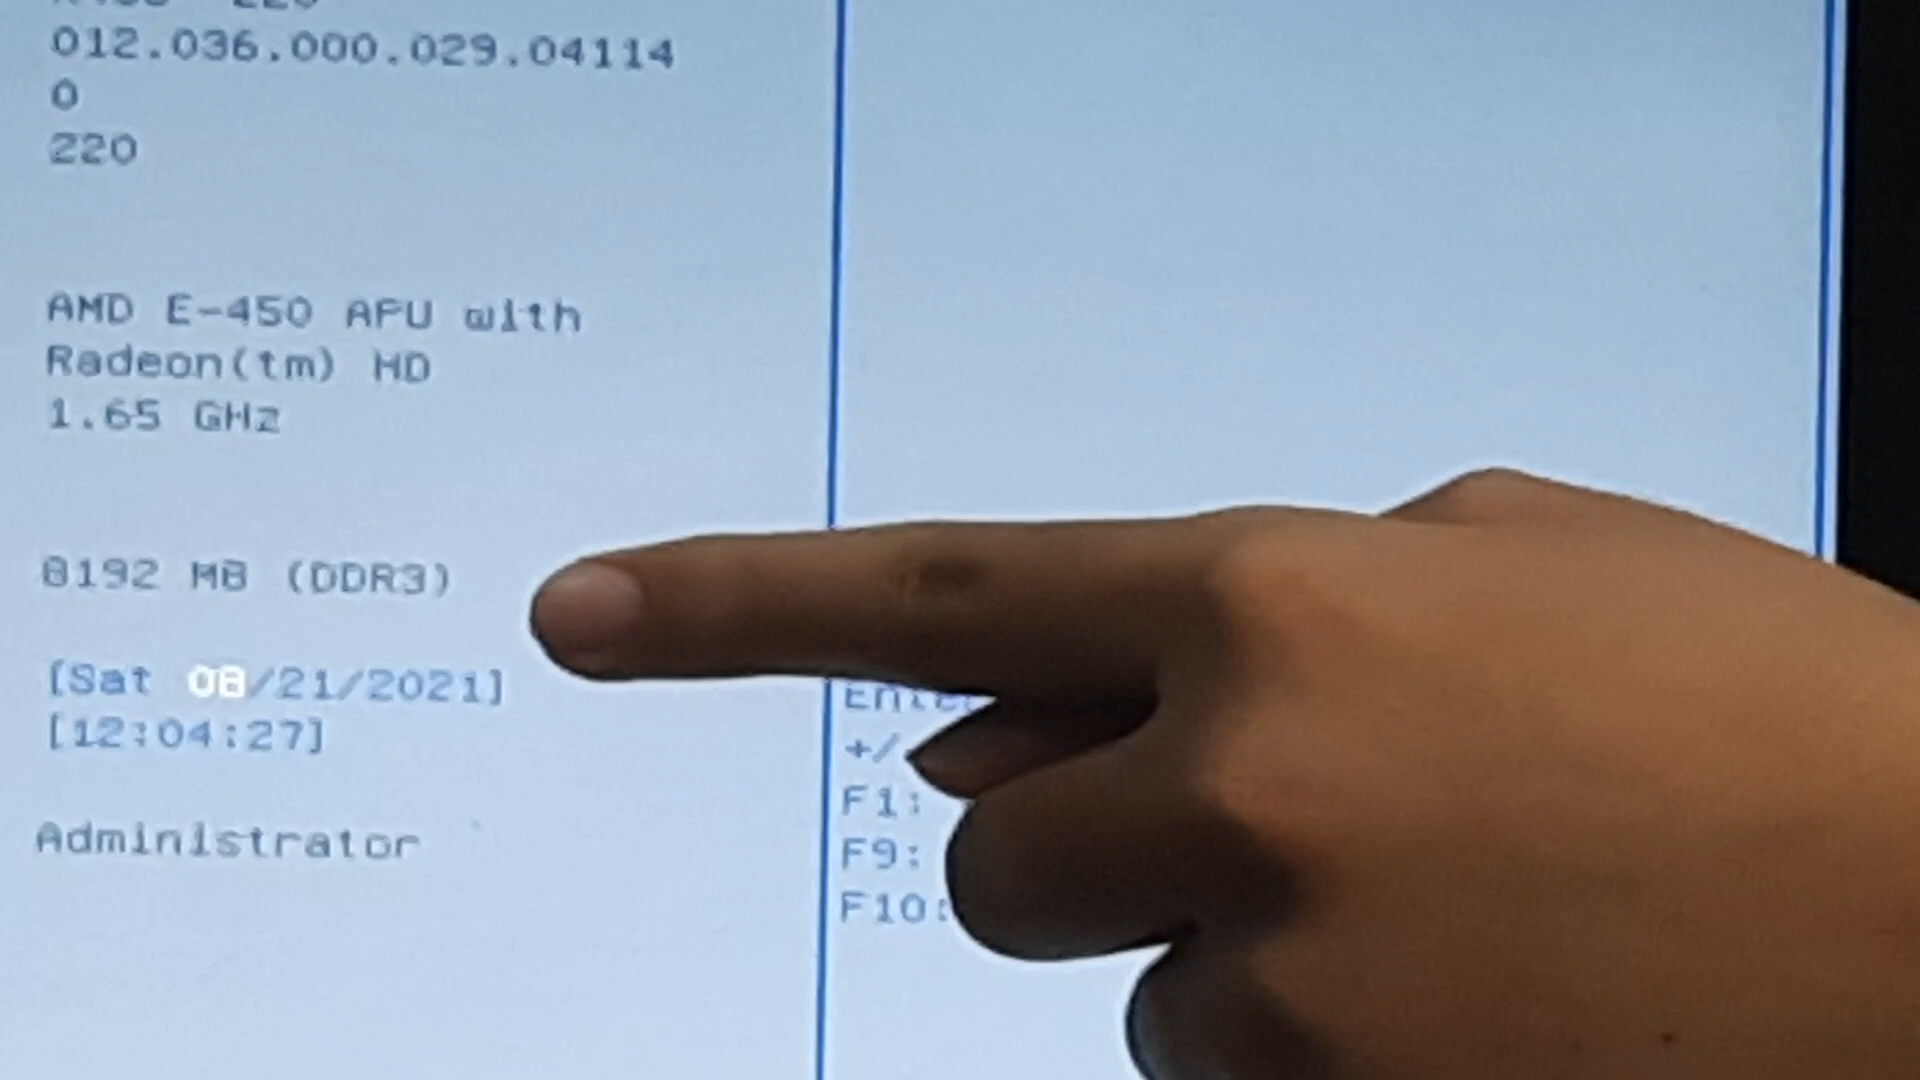 012.036.000.029.04114
0
220
AMD E-450 APU with
Radeon(tm) HD
1.65 GHz
8192 MB (DDR3)
[Sat 08/21/2021]
[12:04:27]
Administrator
+/
F1:
F9:
F10: